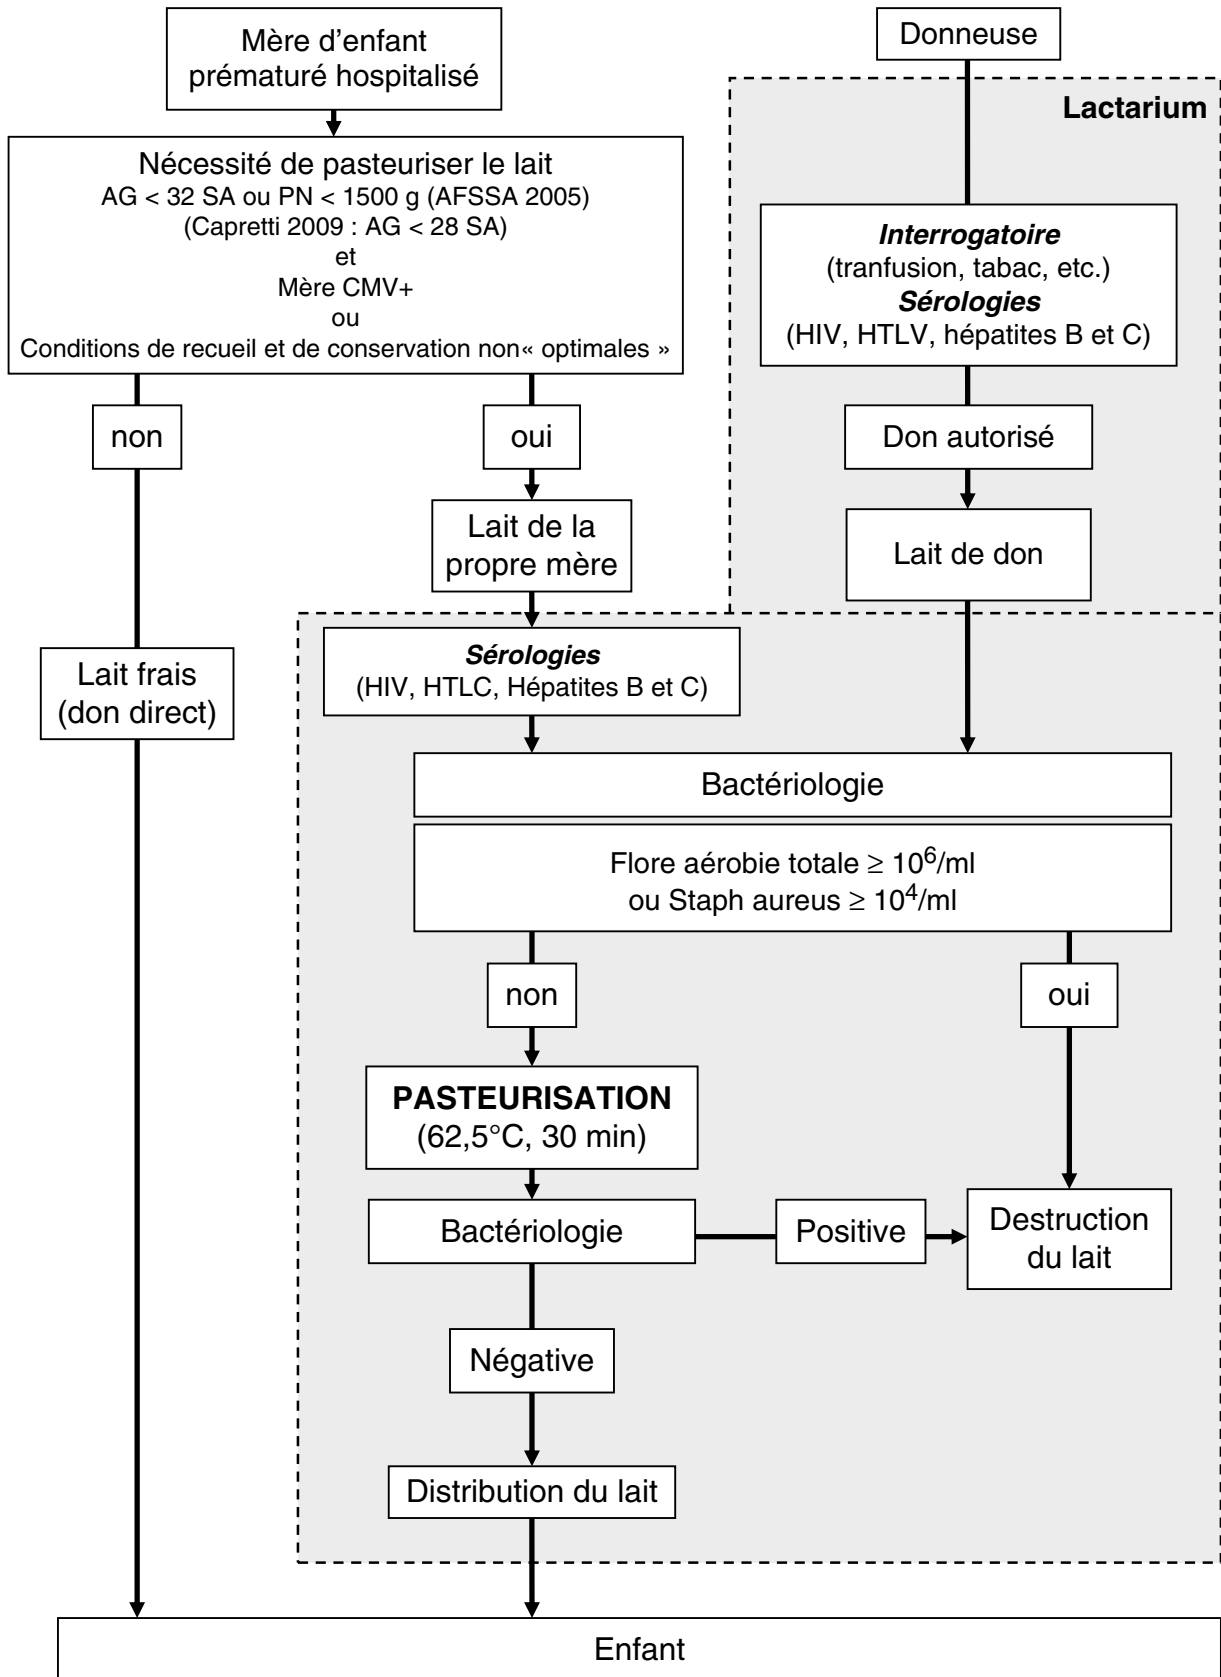 Mère d'enfant
prématuré hospitalisé
Donneuse
Lactarium
Nécessité de pasteuriser le lait
AG < 32 SA ou PN < 1500 g (AFSSA 2005)
(Capretti 2009 : AG < 28 SA)
et
Mère CMV+
ou
Conditions de recueil et de conservation non« optimales »
Interrogatoire
(tranfusion, tabac, etc.)
Sérologies
(HIV, HTLV, hépatites B et C)
non
oui
Don autorisé
Lait de la
propre mère
Lait de don
Lait frais
(don direct)
Sérologies
(HIV, HTLC, Hépatites B et C)
Bactériologie
Flore aérobie totale ≥ 10⁶/ml
ou Staph aureus ≥ 10⁴/ml
non
oui
PASTEURISATION
(62,5°C, 30 min)
Bactériologie
Positive
Destruction
du lait
Négative
Distribution du lait
Enfant